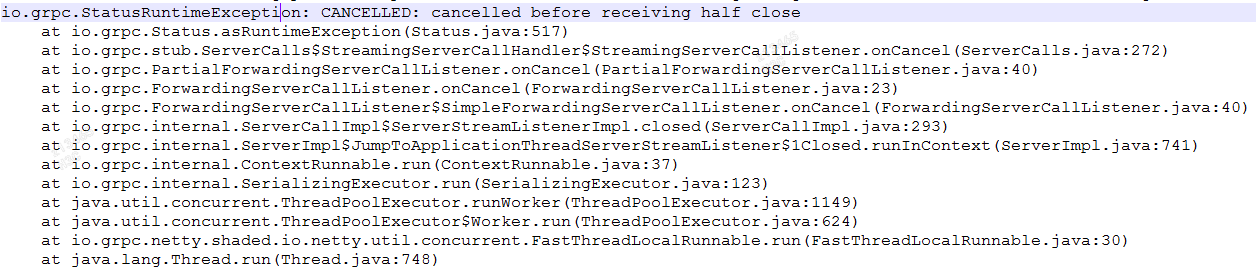 io.grpc.StatusRuntimeException: CANCELLED: cancelled before receiving half close
at io.grpc.Status.asRuntimeException(Status.java:517)
at io.grpc.stub.ServerCalls$StreamingServerCallHandler$StreamingServerCallListener.onCancel(ServerCalls.java:272)
at io.grpc.PartialForwardingServerCallListener.onCancel(PartialForwardingServerCallListener.java:40)
at io.grpc.ForwardingServerCallListener.onCancel(ForwardingServerCallListener.java:23)
at io.grpc.ForwardingServerCallListener$SimpleForwardingServerCallListener.onCancel(ForwardingServerCallListener.java:40)
at io.grpc.internal.ServerCallImpl$ServerStreamListenerImpl.closed(ServerCallImpl.java:293)
at io.grpc.internal.ServerImpl$JumpToApplicationThreadServerStreamListener$1Closed.runInContext(ServerImpl.java:741)
at io.grpc.internal.ContextRunnable.run(ContextRunnable.java:37)
at io.grpc.internal.SerializingExecutor.run(SerializingExecutor.java:123)
at java.util.concurrent.ThreadPoolExecutor.runWorker(ThreadPoolExecutor.java:1149)
at java.util.concurrent.ThreadPoolExecutor$Worker.run(ThreadPoolExecutor.java:624)
at io.grpc.netty.shaded.io.netty.util.concurrent.FastThreadLocalRunnable.run(FastThreadLocalRunnable.java:30)
at java.lang.Thread.run(Thread.java:748)